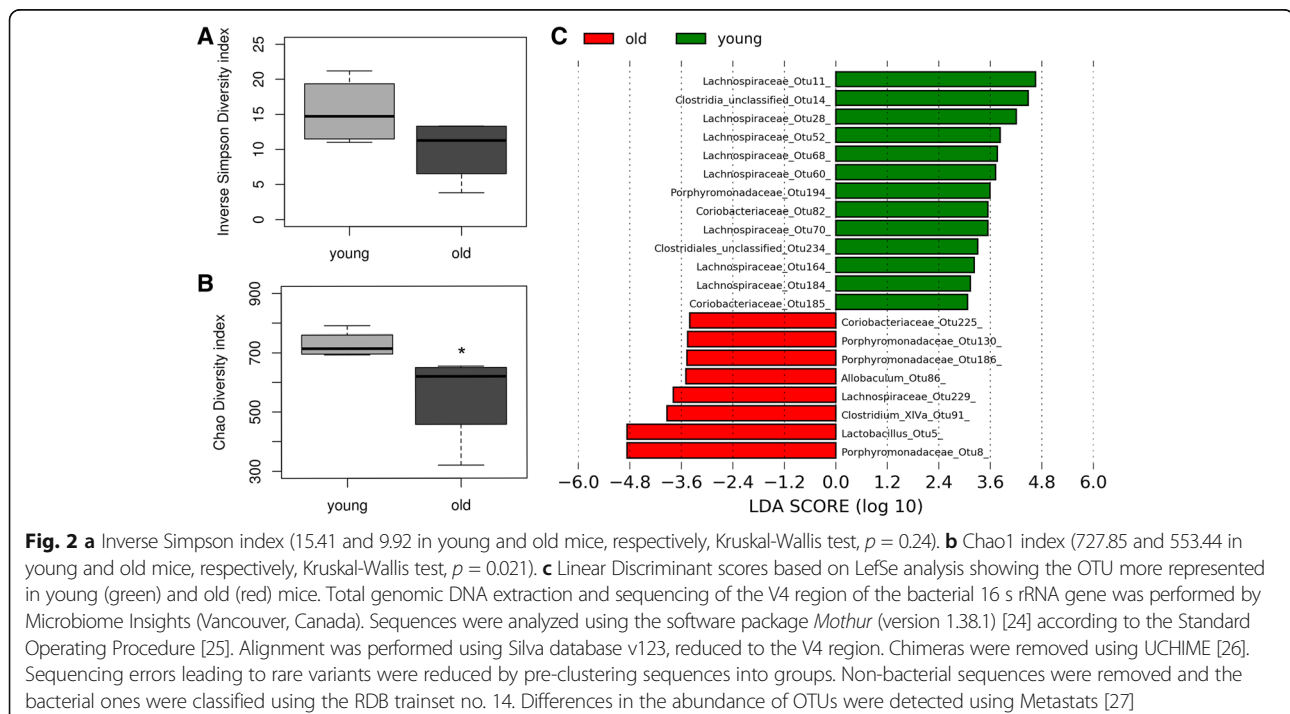 A
Inverse Simpson Diversity index
25
20
15
10
5
0
young
old
B
Chao Diversity index
900
700
500
300
*
young
old
C
old
young
Lachnospiraceae_Otu11_
Clostridia_unclassified_Otu14_
Lachnospiraceae_Otu28_
Lachnospiraceae_Otu52_
Lachnospiraceae_Otu68_
Lachnospiraceae_Otu60_
Porphyromonadaceae_Otu194_
Coriobacteriaceae_Otu82_
Lachnospiraceae_Otu70_
Clostridiales_unclassified_Otu234_
Lachnospiraceae_Otu164_
Lachnospiraceae_Otu184_
Coriobacteriaceae_Otu185_
Coriobacteriaceae_Otu225_
Porphyromonadaceae_Otu130_
Porphyromonadaceae_Otu186_
Allobaculum_Otu86_
Lachnospiraceae_Otu229_
Clostridium_XIVa_Otu91_
Lactobacillus_Otu5_
Porphyromonadaceae_Otu8_
−6.0 −4.8 −3.6 −2.4 −1.2 0.0 1.2 2.4 3.6 4.8 6.0
LDA SCORE (log 10)
Fig. 2 a Inverse Simpson index (15.41 and 9.92 in young and old mice, respectively, Kruskal-Wallis test, p = 0.24). b Chao1 index (727.85 and 553.44 in
young and old mice, respectively, Kruskal-Wallis test, p = 0.021). c Linear Discriminant scores based on LefSe analysis showing the OTU more represented
in young (green) and old (red) mice. Total genomic DNA extraction and sequencing of the V4 region of the bacterial 16 s rRNA gene was performed by
Microbiome Insights (Vancouver, Canada). Sequences were analyzed using the software package Mothur (version 1.38.1) [24] according to the Standard
Operating Procedure [25]. Alignment was performed using Silva database v123, reduced to the V4 region. Chimeras were removed using UCHIME [26].
Sequencing errors leading to rare variants were reduced by pre-clustering sequences into groups. Non-bacterial sequences were removed and the
bacterial ones were classified using the RDB trainset no. 14. Differences in the abundance of OTUs were detected using Metastats [27]